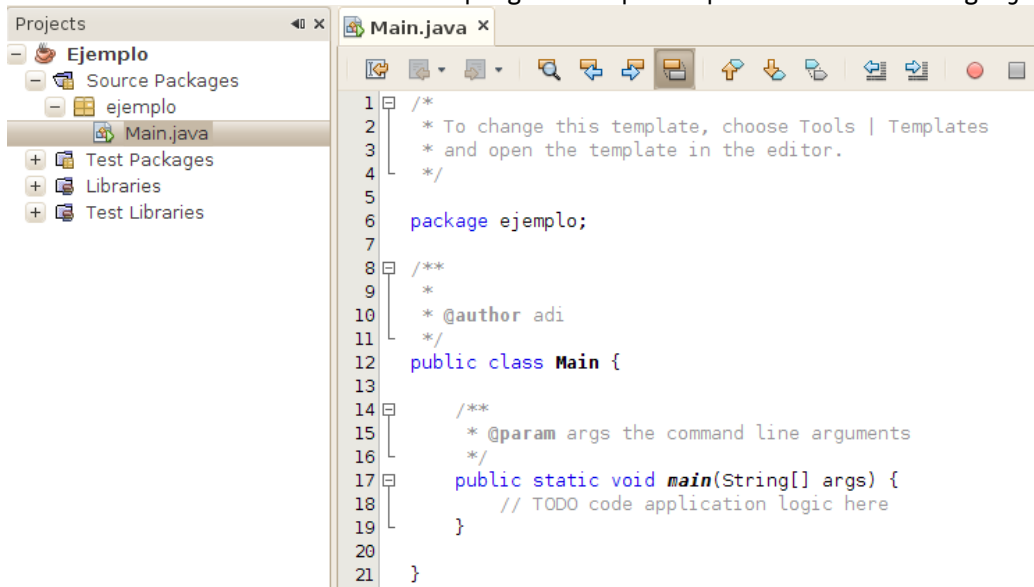 Projects
Ejemplo
Source Packages
ejemplo
Main.java
Test Packages
Libraries
Test Libraries
Main.java
1 /*
2 * To change this template, choose Tools | Templates
3 * and open the template in the editor.
4 */
5
6 package ejemplo;
7
8 /**
9 *
10 * @author adi
11 */
12 public class Main {
13
14 /**
15 * @param args the command line arguments
16 */
17 public static void main(String[] args) {
18 // TODO code application logic here
19 }
20
21 }